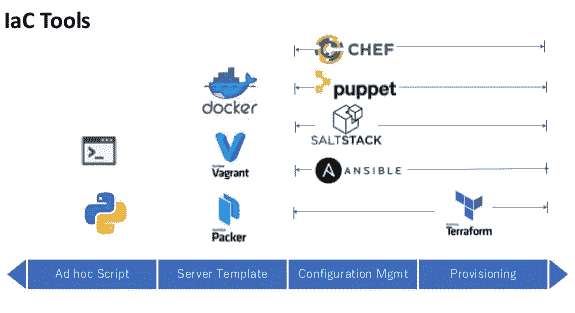 IaC Tools
CHEF
docker
puppet
SALTSTACK
Vagrant
ANSIBLE
Packer
Terraform
Ad hoc Script
Server Template
Configuration Mgmt
Provisioning